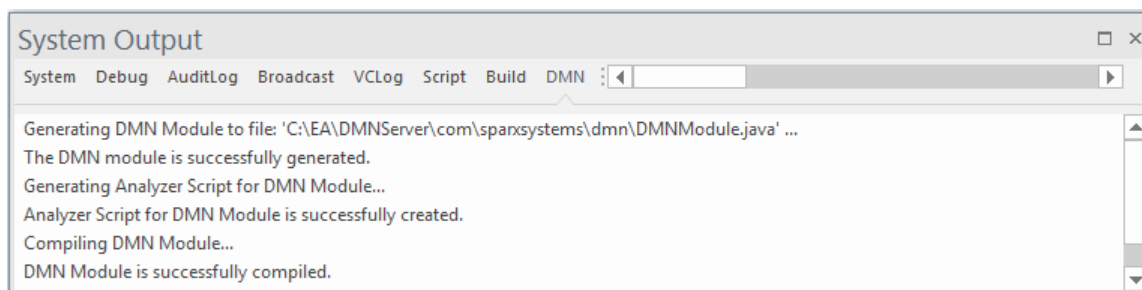 System Output
System Debug AuditLog Broadcast VCLog Script Build DMN
Generating DMN Module to file: 'C:\EA\DMNServer\com\sparxsystems\dmn\DMNModule.java' ...
The DMN module is successfully generated.
Generating Analyzer Script for DMN Module...
Analyzer Script for DMN Module is successfully created.
Compiling DMN Module...
DMN Module is successfully compiled.